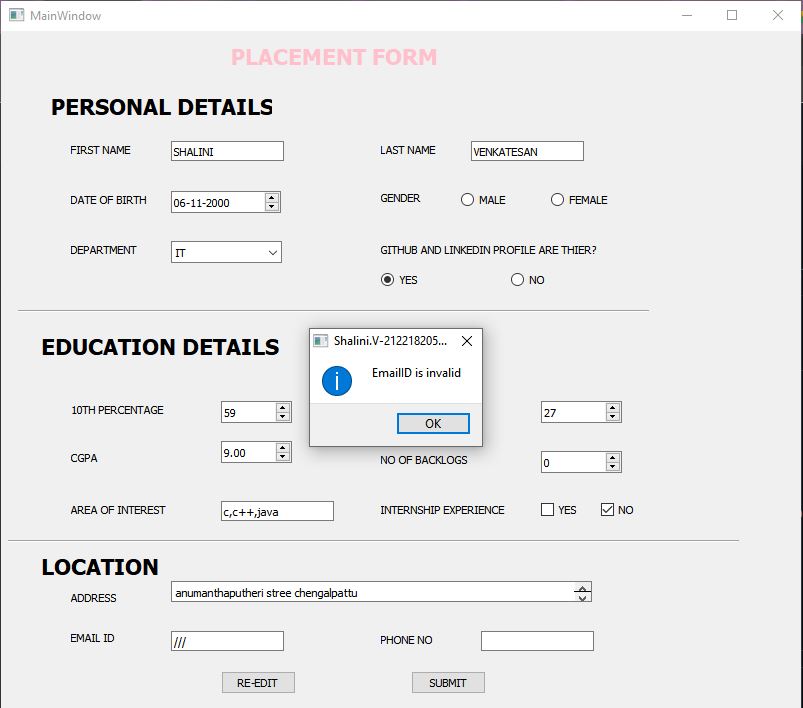 MainWindow
PLACEMENT FORM
PERSONAL DETAILS
FIRST NAME SHALINI LAST NAME VENKATESAN
DATE OF BIRTH 06-11-2000 GENDER MALE FEMALE
DEPARTMENT IT GITHUB AND LINKEDIN PROFILE ARE THIER?
YES NO
Shalini.V-212218205...
EDUCATION DETAILS
EmailID is invalid
OK
10TH PERCENTAGE 59 27
CGPA 9.00 NO OF BACKLOGS 0
AREA OF INTEREST c,c++,java INTERNSHIP EXPERIENCE YES NO
LOCATION
ADDRESS anumanthaputheri stree chengalpattu
EMAIL ID /// PHONE NO
RE-EDIT SUBMIT